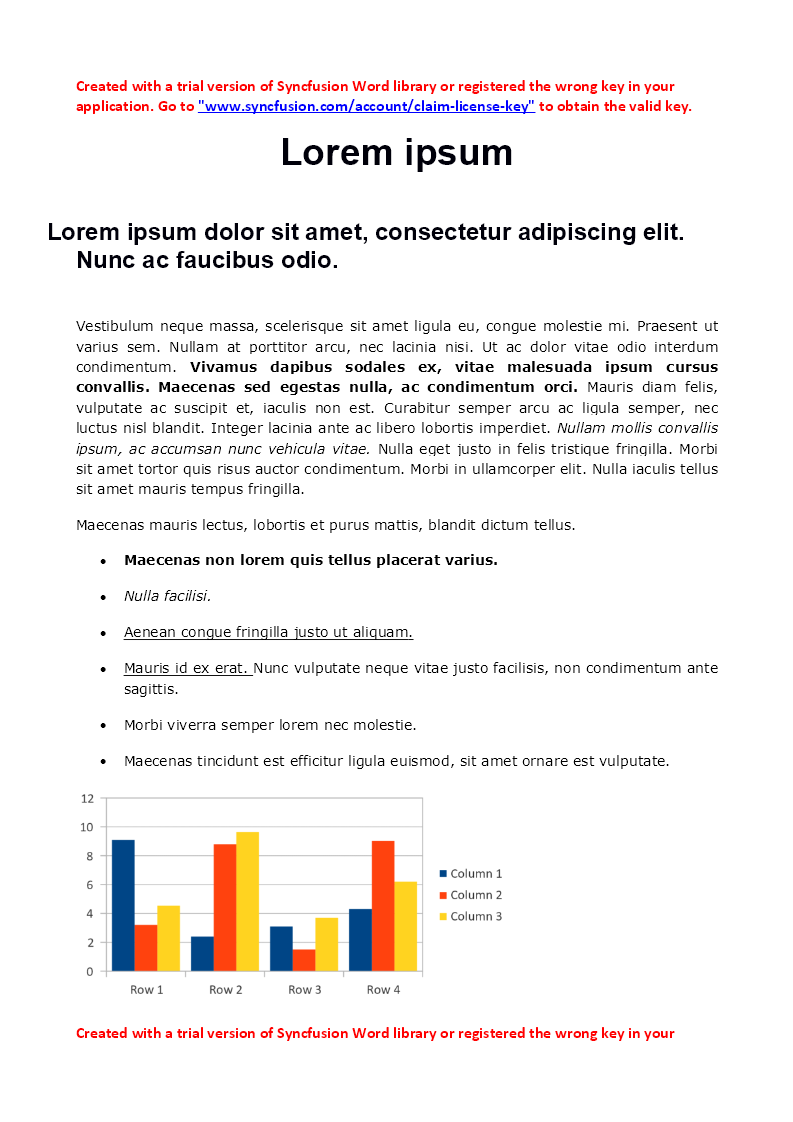 Created with a trial version of Syncfusion Word library or registered the wrong key in your
application. Go to "www.syncfusion.com/account/claim-license-key" to obtain the valid key.
Lorem ipsum
Lorem ipsum dolor sit amet, consectetur adipiscing elit.
Nunc ac faucibus odio.
Vestibulum neque massa, scelerisque sit amet ligula eu, congue molestie mi. Praesent ut
varius sem. Nullam at porttitor arcu, nec lacinia nisi. Ut ac dolor vitae odio interdum
condimentum. Vivamus dapibus sodales ex, vitae malesuada ipsum cursus
convallis. Maecenas sed egestas nulla, ac condimentum orci. Mauris diam felis,
vulputate ac suscipit et, iaculis non est. Curabitur semper arcu ac ligula semper, nec
luctus nisl blandit. Integer lacinia ante ac libero lobortis imperdiet. Nullam mollis convallis
ipsum, ac accumsan nunc vehicula vitae. Nulla eget justo in felis tristique fringilla. Morbi
sit amet tortor quis risus auctor condimentum. Morbi in ullamcorper elit. Nulla iaculis tellus
sit amet mauris tempus fringilla.
Maecenas mauris lectus, lobortis et purus mattis, blandit dictum tellus.
• Maecenas non lorem quis tellus placerat varius.
• Nulla facilisi.
• Aenean congue fringilla justo ut aliquam.
• Mauris id ex erat. Nunc vulputate neque vitae justo facilisis, non condimentum ante
sagittis.
• Morbi viverra semper lorem nec molestie.
• Maecenas tincidunt est efficitur ligula euismod, sit amet ornare est vulputate.
12
10
8
6
4
2
0
Row 1 Row 2 Row 3 Row 4
Column 1
Column 2
Column 3
Created with a trial version of Syncfusion Word library or registered the wrong key in your